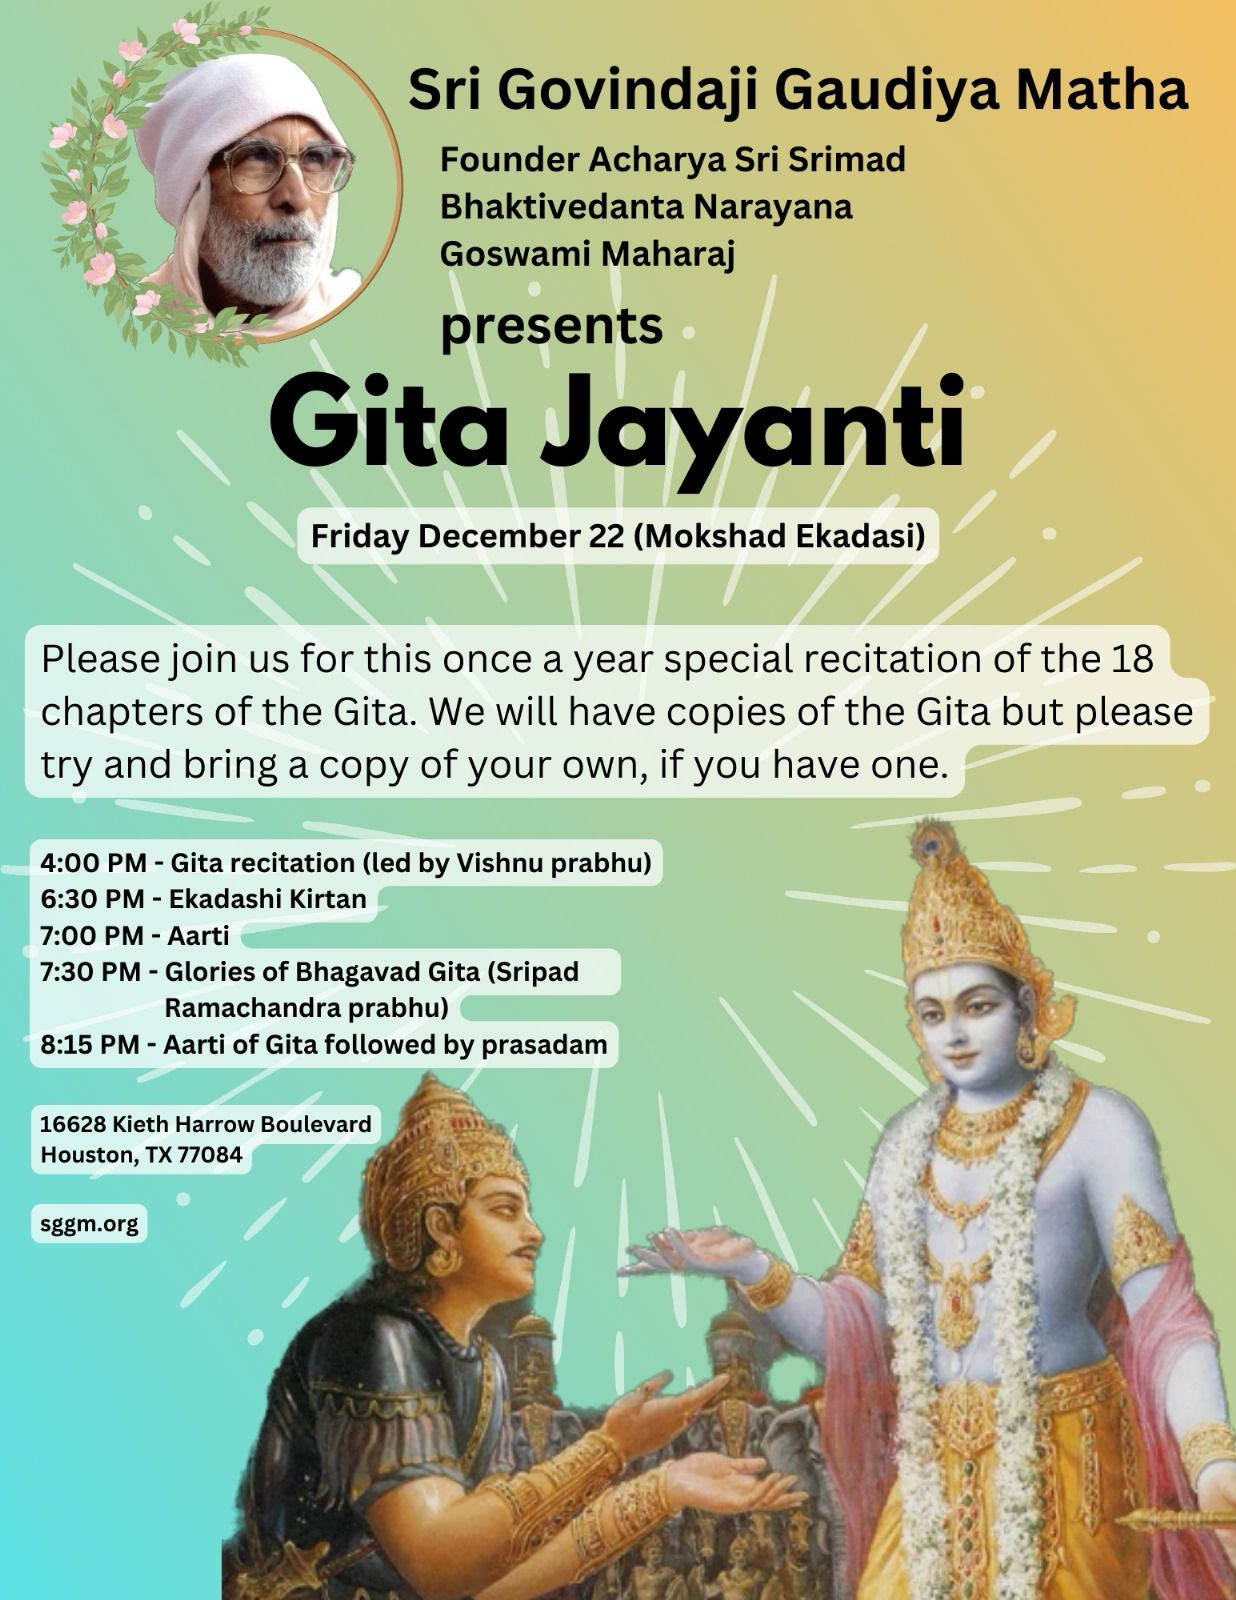 Sri Govindaji Gaudiya Matha
Founder Acharya Sri Srimad
Bhaktivedanta Narayana
Goswami Maharaj
presents
Gita Jayanti
Friday December 22 (Mokshad Ekadasi)
Please join us for this once a year special recitation of the 18
chapters of the Gita. We will have copies of the Gita but please
try and bring a copy of your own, if you have one.
4:00 PM - Gita recitation (led by Vishnu prabhu)
6:30 PM - Ekadashi Kirtan
7:00 PM - Aarti
7:30 PM - Glories of Bhagavad Gita (Sripad
Ramachandra prabhu)
8:15 PM - Aarti of Gita followed by prasadam
16628 Kieth Harrow Boulevard
Houston, TX 77084
sggm.org